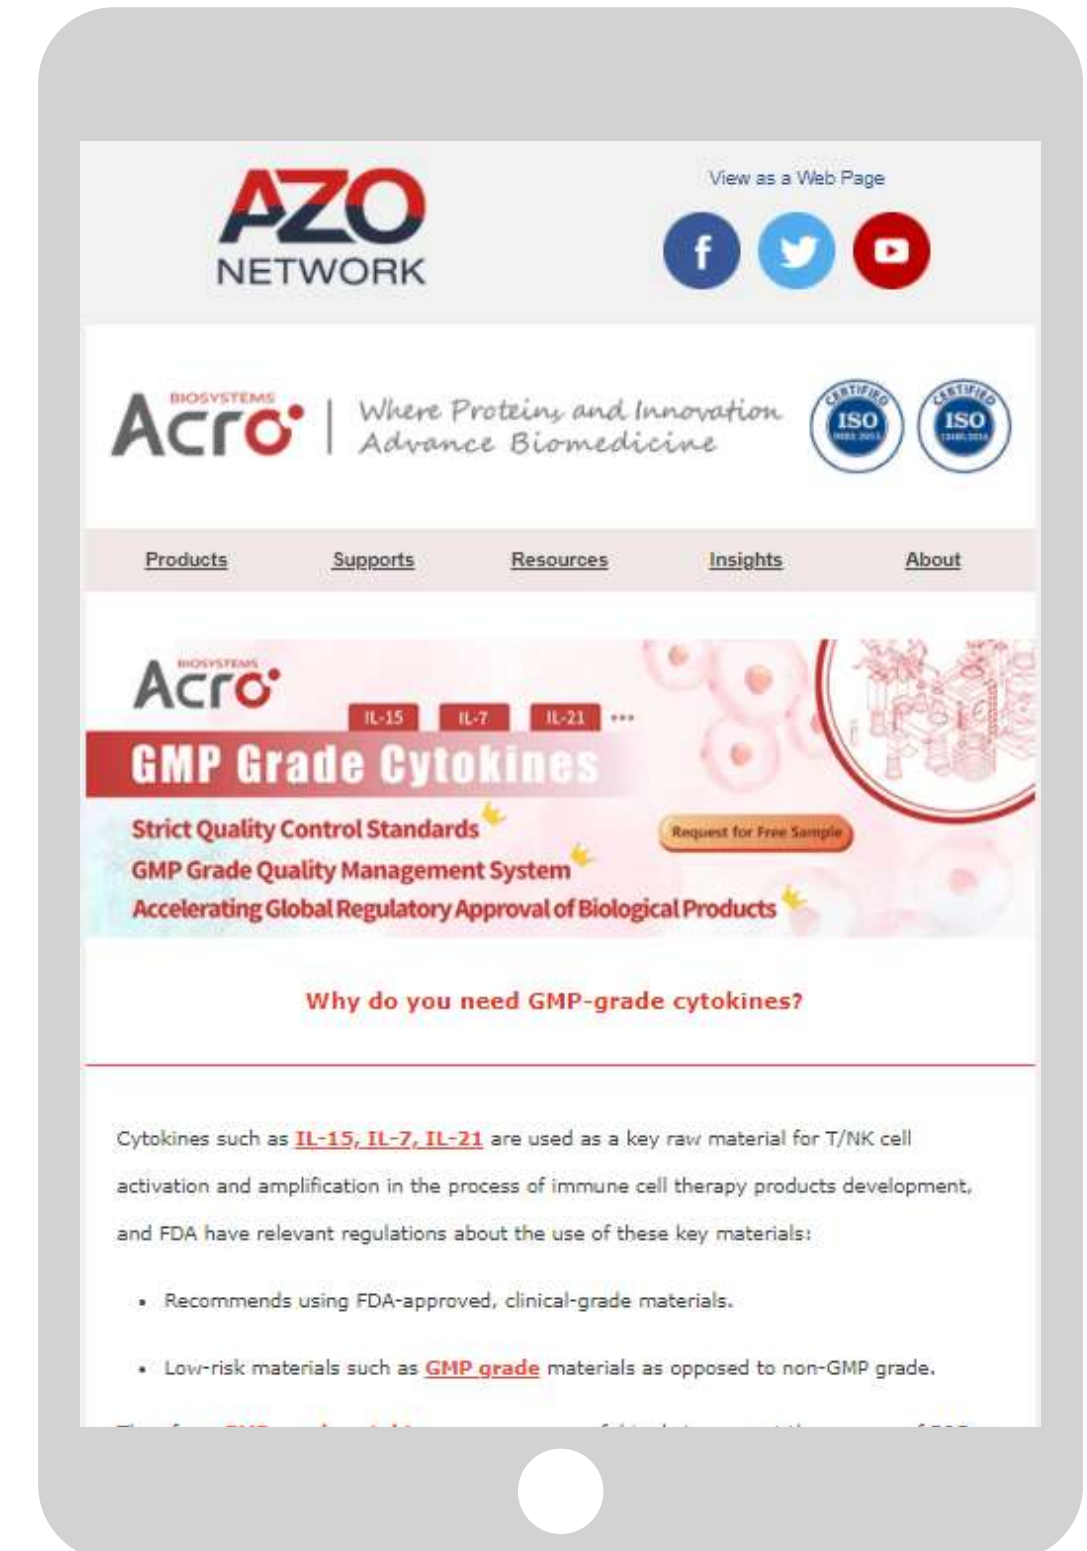 AZO
NETWORK
View as a Web Page
BIOSYSTEMS
Acro
Where Proteins and Innovation
Advance Biomedicine
CERTIFIED
ISO
CERTIFIED
ISO
Products Supports Resources Insights About
BIOSYSTEMS
Acro
IL-15 IL-7 IL-21 •••
GMP Grade Cytokines
Strict Quality Control Standards
Request for Free Sample
GMP Grade Quality Management System
Accelerating Global Regulatory Approval of Biological Products
Why do you need GMP-grade cytokines?
Cytokines such as IL-15, IL-7, IL-21 are used as a key raw material for T/NK cell
activation and amplification in the process of immune cell therapy products development,
and FDA have relevant regulations about the use of these key materials:
• Recommends using FDA-approved, clinical-grade materials.
• Low-risk materials such as GMP grade materials as opposed to non-GMP grade.